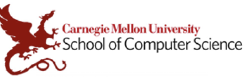 Carnegie Mellon University
School of Computer Science